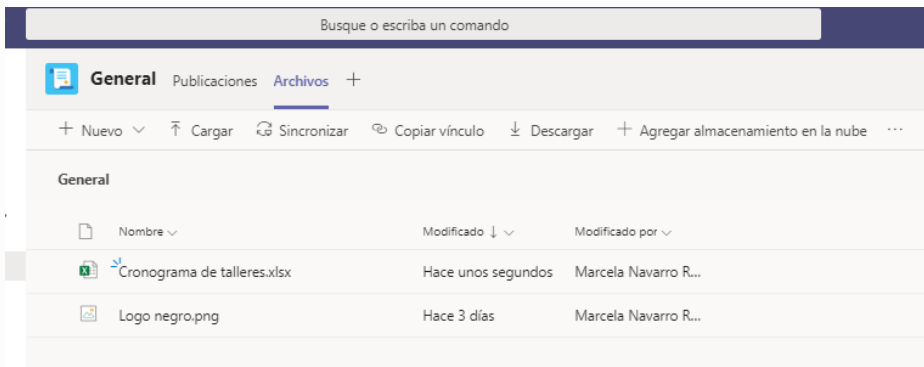 Busque o escriba un comando
General Publicaciones Archivos
Nuevo Cargar Sincronizar Copiar vínculo Descargar Agregar almacenamiento en la nube ...
General
Nombre Modificado Modificado por
Cronograma de talleres.xlsx Hace unos segundos Marcela Navarro R...
Logo negro.png Hace 3 días Marcela Navarro R...